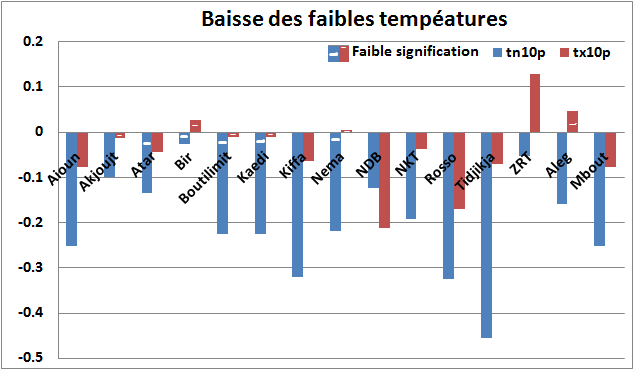 Baisse des faibles tempéatures
Faible signification tn10p tx10p
0.2
0.1
0
-0.1
-0.2
-0.3
-0.4
-0.5
Aioun
Akjoujt
Atar
Bir
Boutilimit
Kaedi
Kiffa
Nema
NDB
NKT
Rosso
Tidjikja
ZRT
Aleg
Mbout